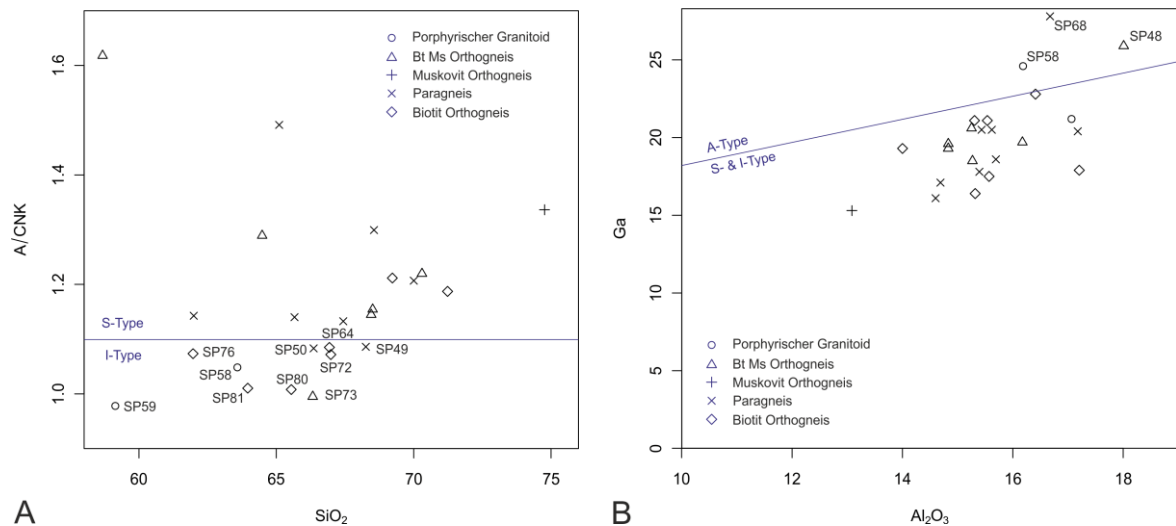 A/CNK
1.0
1.2
1.4
1.6
Porphyrischer Granitoid
Bt Ms Orthogneis
Muskovit Orthogneis
Paragneis
Biotit Orthogneis
S-Type
I-Type
SP64
SP76
SP50
SP49
SP58
SP72
SP81
SP80
SP73
SP59
60
65
70
75
SiO₂
A
Ga
0
5
10
15
20
25
SP68
SP48
SP58
A-Type
S- & I-Type
Porphyrischer Granitoid
Bt Ms Orthogneis
Muskovit Orthogneis
Paragneis
Biotit Orthogneis
10
12
14
16
18
Al₂O₃
B